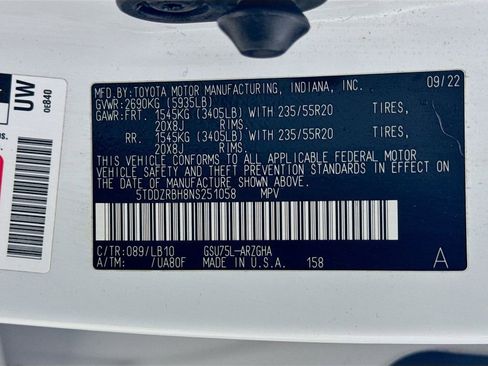 MFD.BY:TOYOTA MOTOR MANUFACTURING, INDIANA, INC. 09/22
GVWR:2690KG (5935LB)
GAWR:FRT. 1545KG (3405LB) WITH 235/55R20 TIRES,
20X8J RIMS.
RR. 1545KG (3405LB) WITH 235/55R20 TIRES,
20X8J RIMS.
THIS VEHICLE CONFORMS TO ALL APPLICABLE FEDERAL MOTOR
VEHICLE SAFETY AND THEFT PREVENTION STANDARDS IN EFFECT
ON THE DATE OF MANUFACTURE SHOWN ABOVE.
5TDDZRBH8NS251058 MPV
C/TR:089/LB10 GSU75L-ARZGHA
A/TM: /UA80F 158 A
UW
0E840